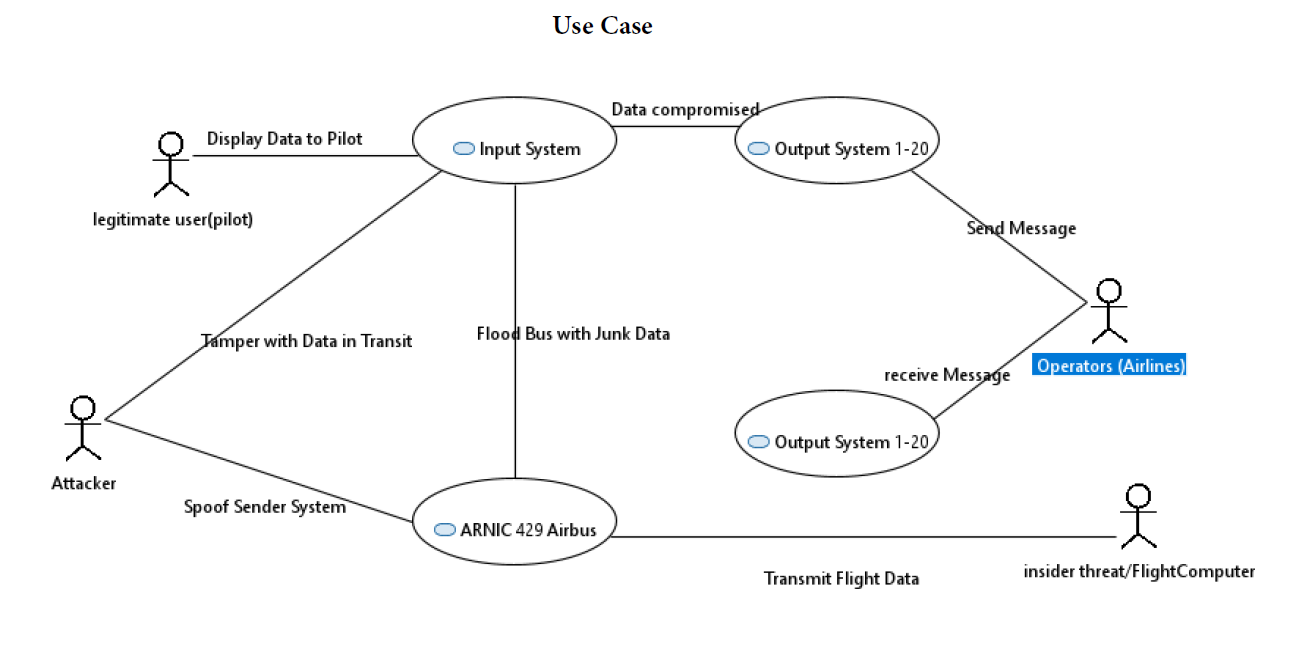 Use Case
Data compromised
Display Data to Pilot
Input System
Output System 1-20
legitimate user(pilot)
Send Message
Tamper with Data in Transit
Flood Bus with Junk Data
Operators (Airlines)
receive Message
Output System 1-20
Attacker
Spoof Sender System
ARNIC 429 Airbus
insider threat/FlightComputer
Transmit Flight Data